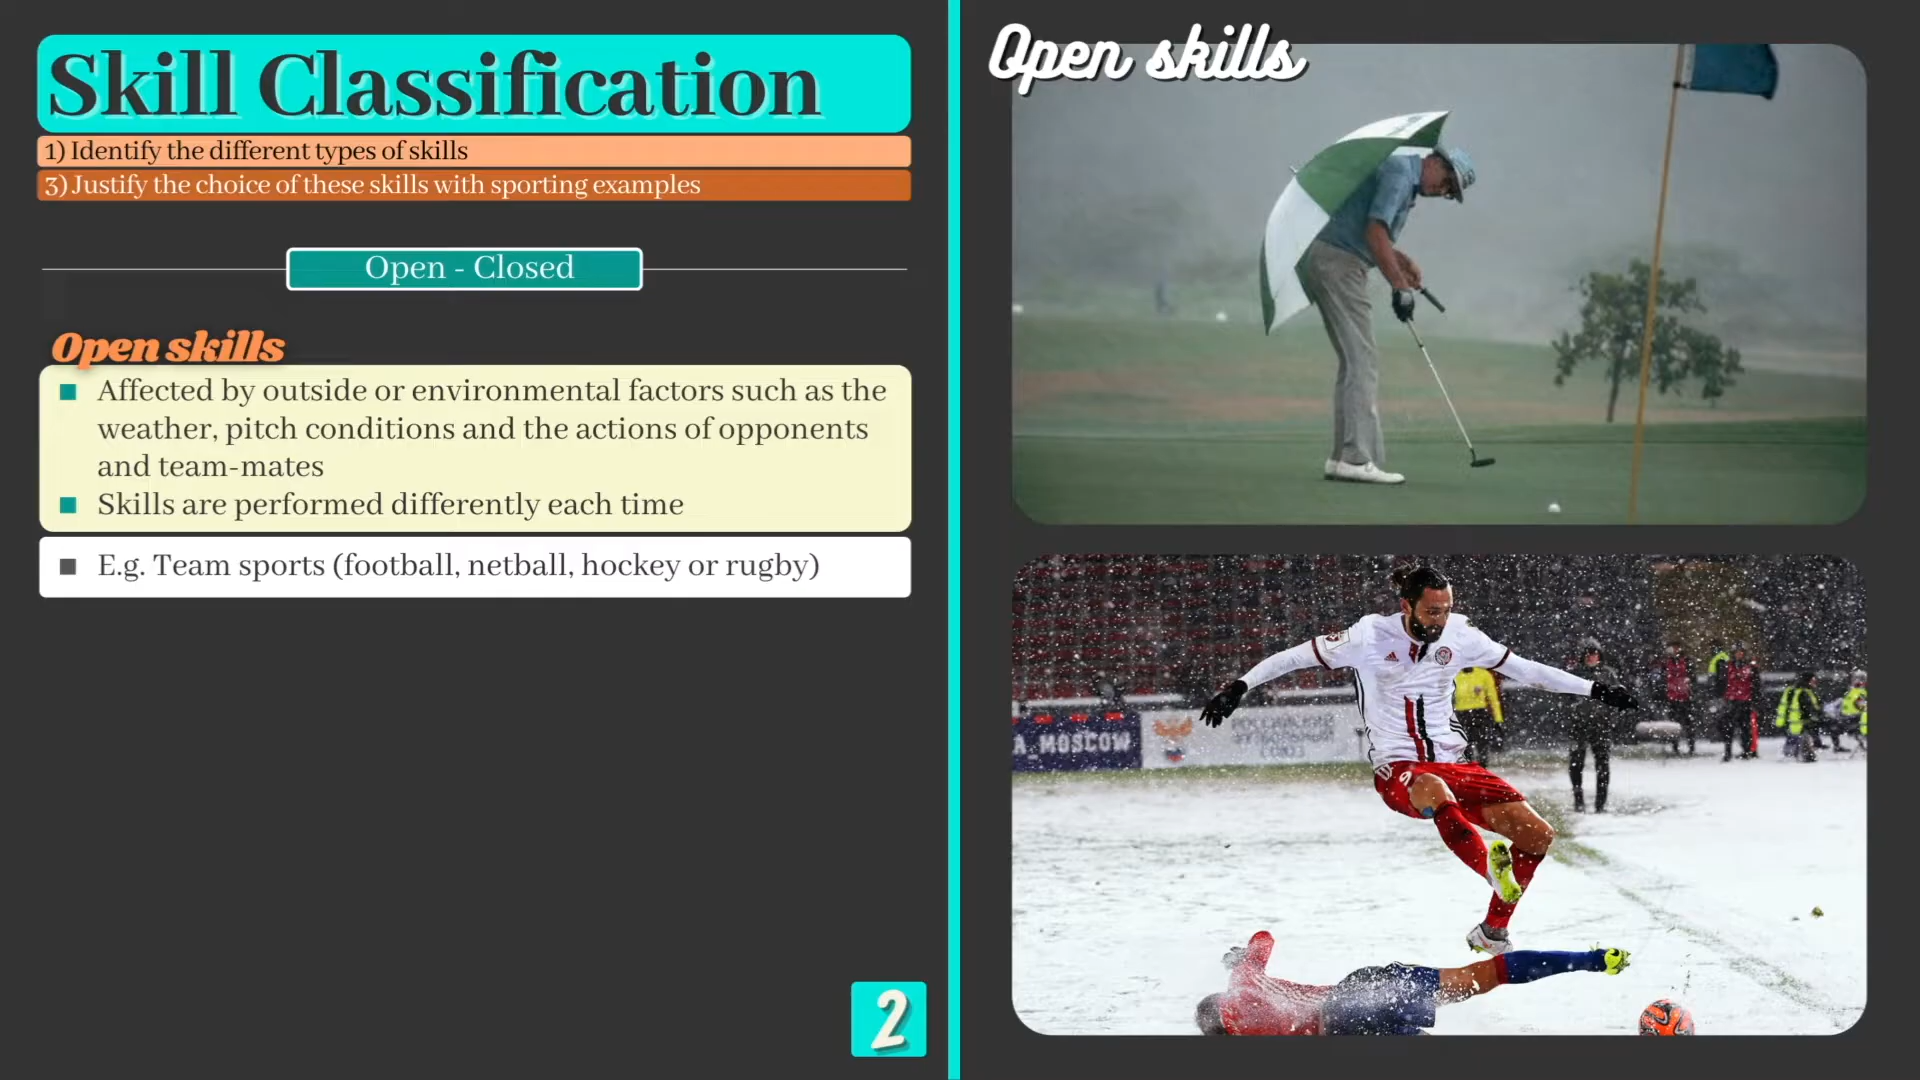 Skill Classification
1) Identify the different types of skills
3) Justify the choice of these skills with sporting examples
Open - Closed
Open skills
Affected by outside or environmental factors such as the
weather, pitch conditions and the actions of opponents
and team-mates
Skills are performed differently each time
E.g. Team sports (football, netball, hockey or rugby)
2
Open skills
A MOSCOW
9